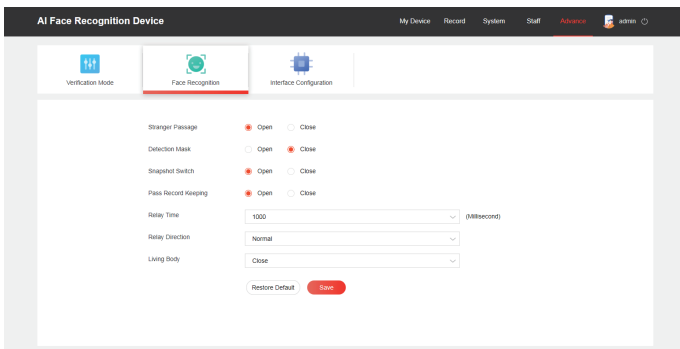 AI Face Recognition Device My Device Record System Staff Advance admin
Verification Mode Face Recognition Interface Configuration
Stranger Passage Open Close
Detection Mask Open Close
Snapshot Switch Open Close
Pass Record Keeping Open Close
Relay Time 1000 (Millisecond)
Relay Direction Normal
Living Body Close
Restore Default Save